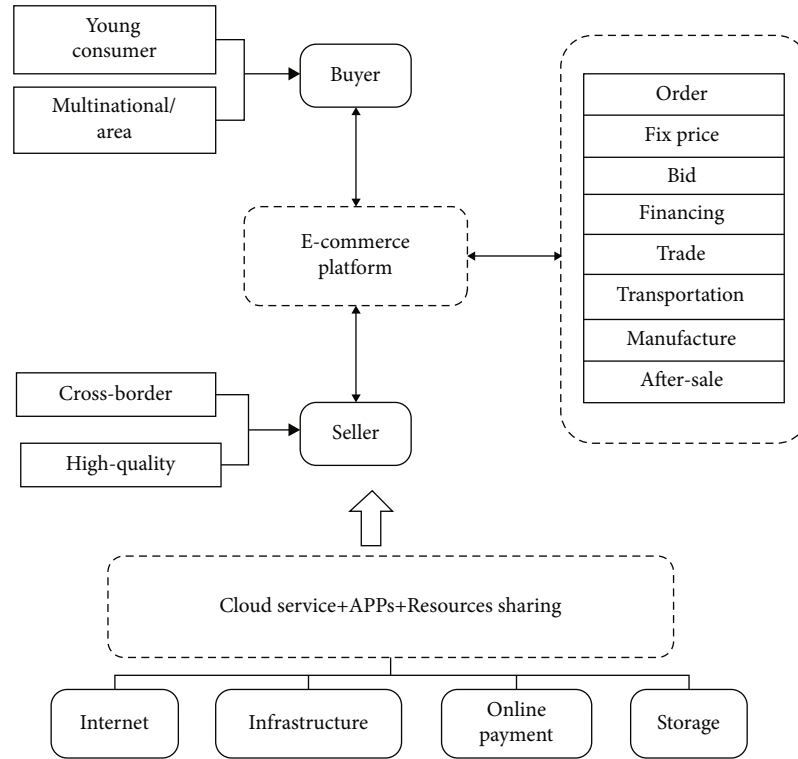 Young
consumer
Multinational/
area
Buyer
E-commerce
platform
Order
Fix price
Bid
Financing
Trade
Transportation
Manufacture
After-sale
Cross-border
High-quality
Seller
Cloud service+APPs+Resources sharing
Internet
Infrastructure
Online
payment
Storage